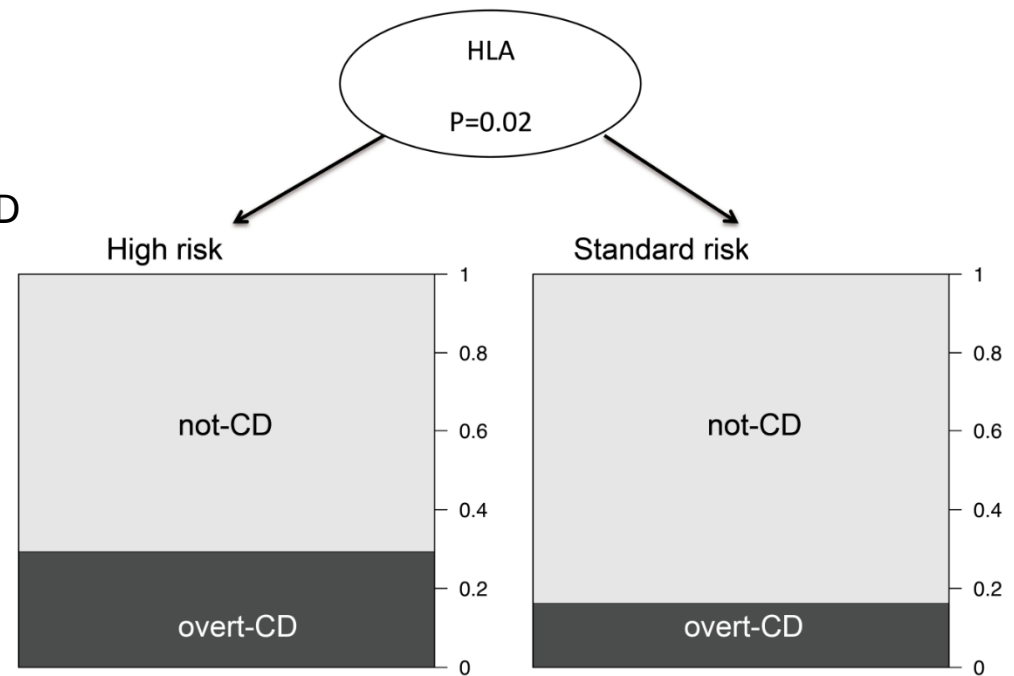 HLA
P=0.02
D
High risk
Standard risk
1
0.8
not-CD
0.6
0.4
0.2
overt-CD
0
1
0.8
not-CD
0.6
0.4
0.2
overt-CD
0